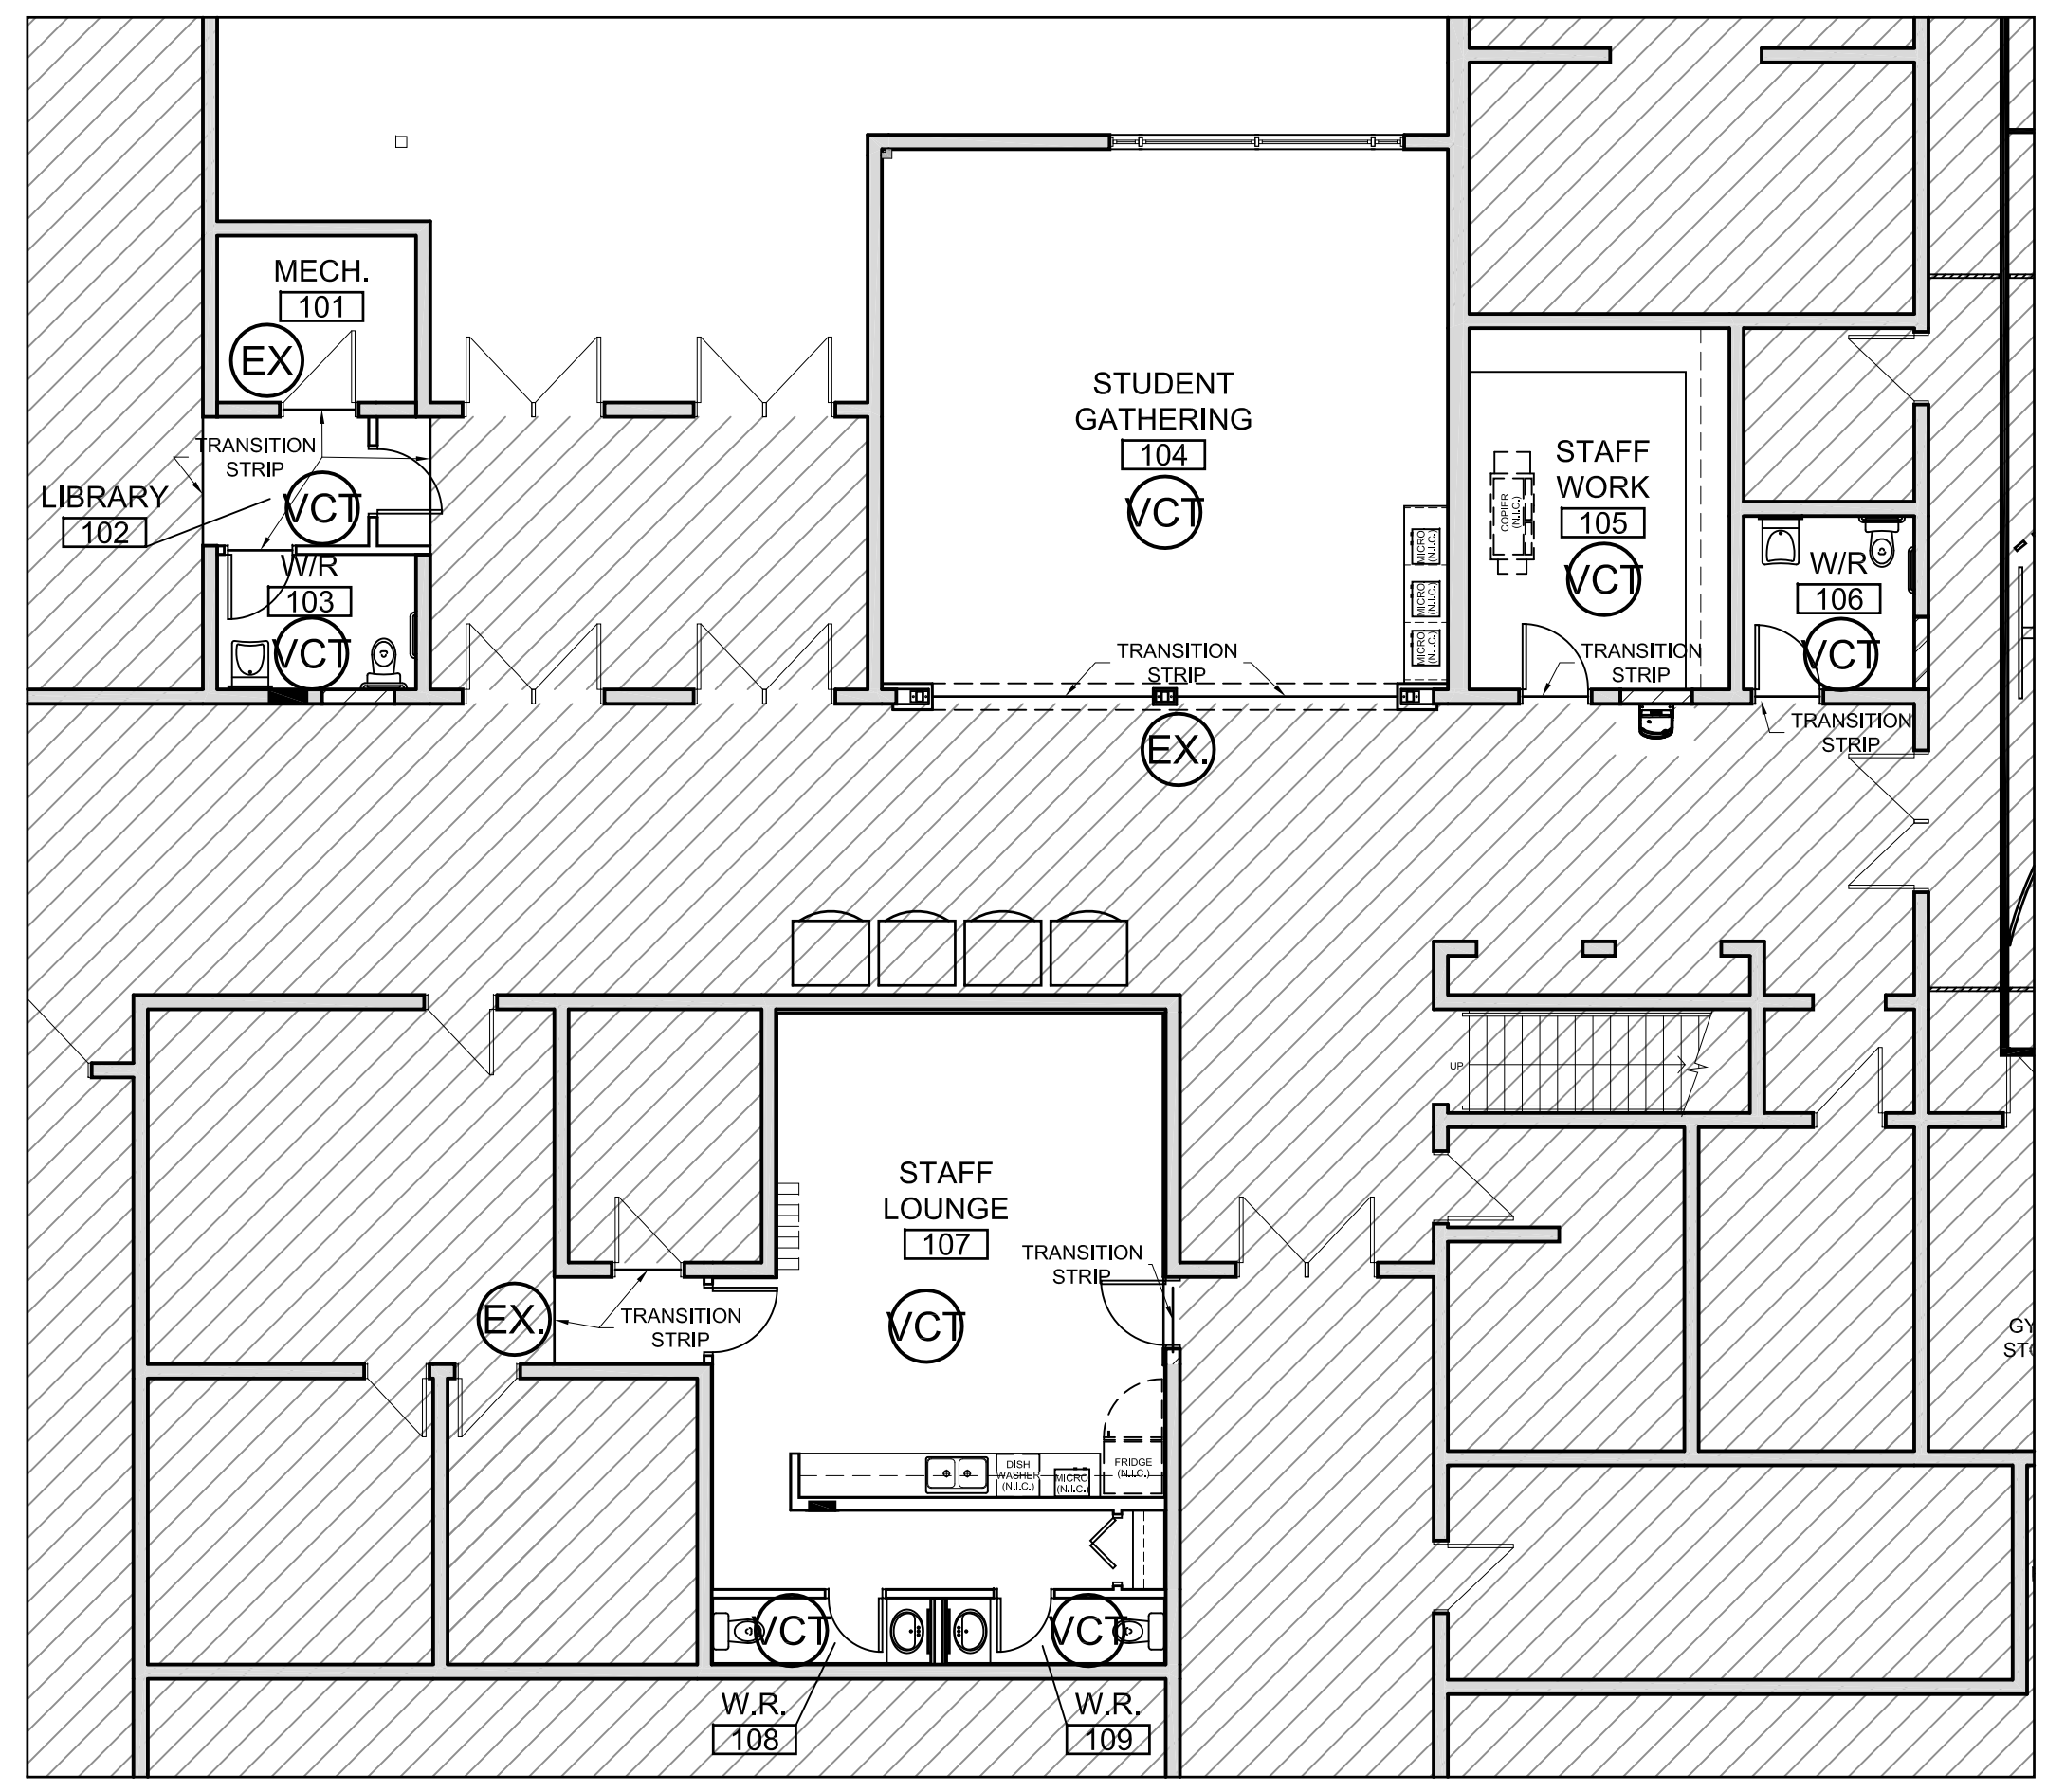 MECH.
101
EX
TRANSITION
STRIP
LIBRARY
102
VCT
W/R
103
VCT
STUDENT
GATHERING
104
VCT
MICRO
(N.I.C.)
MICRO
(N.I.C.)
MICRO
(N.I.C.)
TRANSITION
STRIP
EX.
COPIER
(N.I.C.)
STAFF
WORK
105
VCT
TRANSITION
STRIP
W/R
106
VCT
TRANSITION
STRIP
UP
STAFF
LOUNGE
107
VCT
TRANSITION
STRIP
EX.
TRANSITION
STRIP
DISH
WASHER
(N.I.C.)
MICRO
(N.I.C.)
FRIDGE
(N.I.C.)
VCT
VCT
W.R.
108
W.R.
109
GY
STO